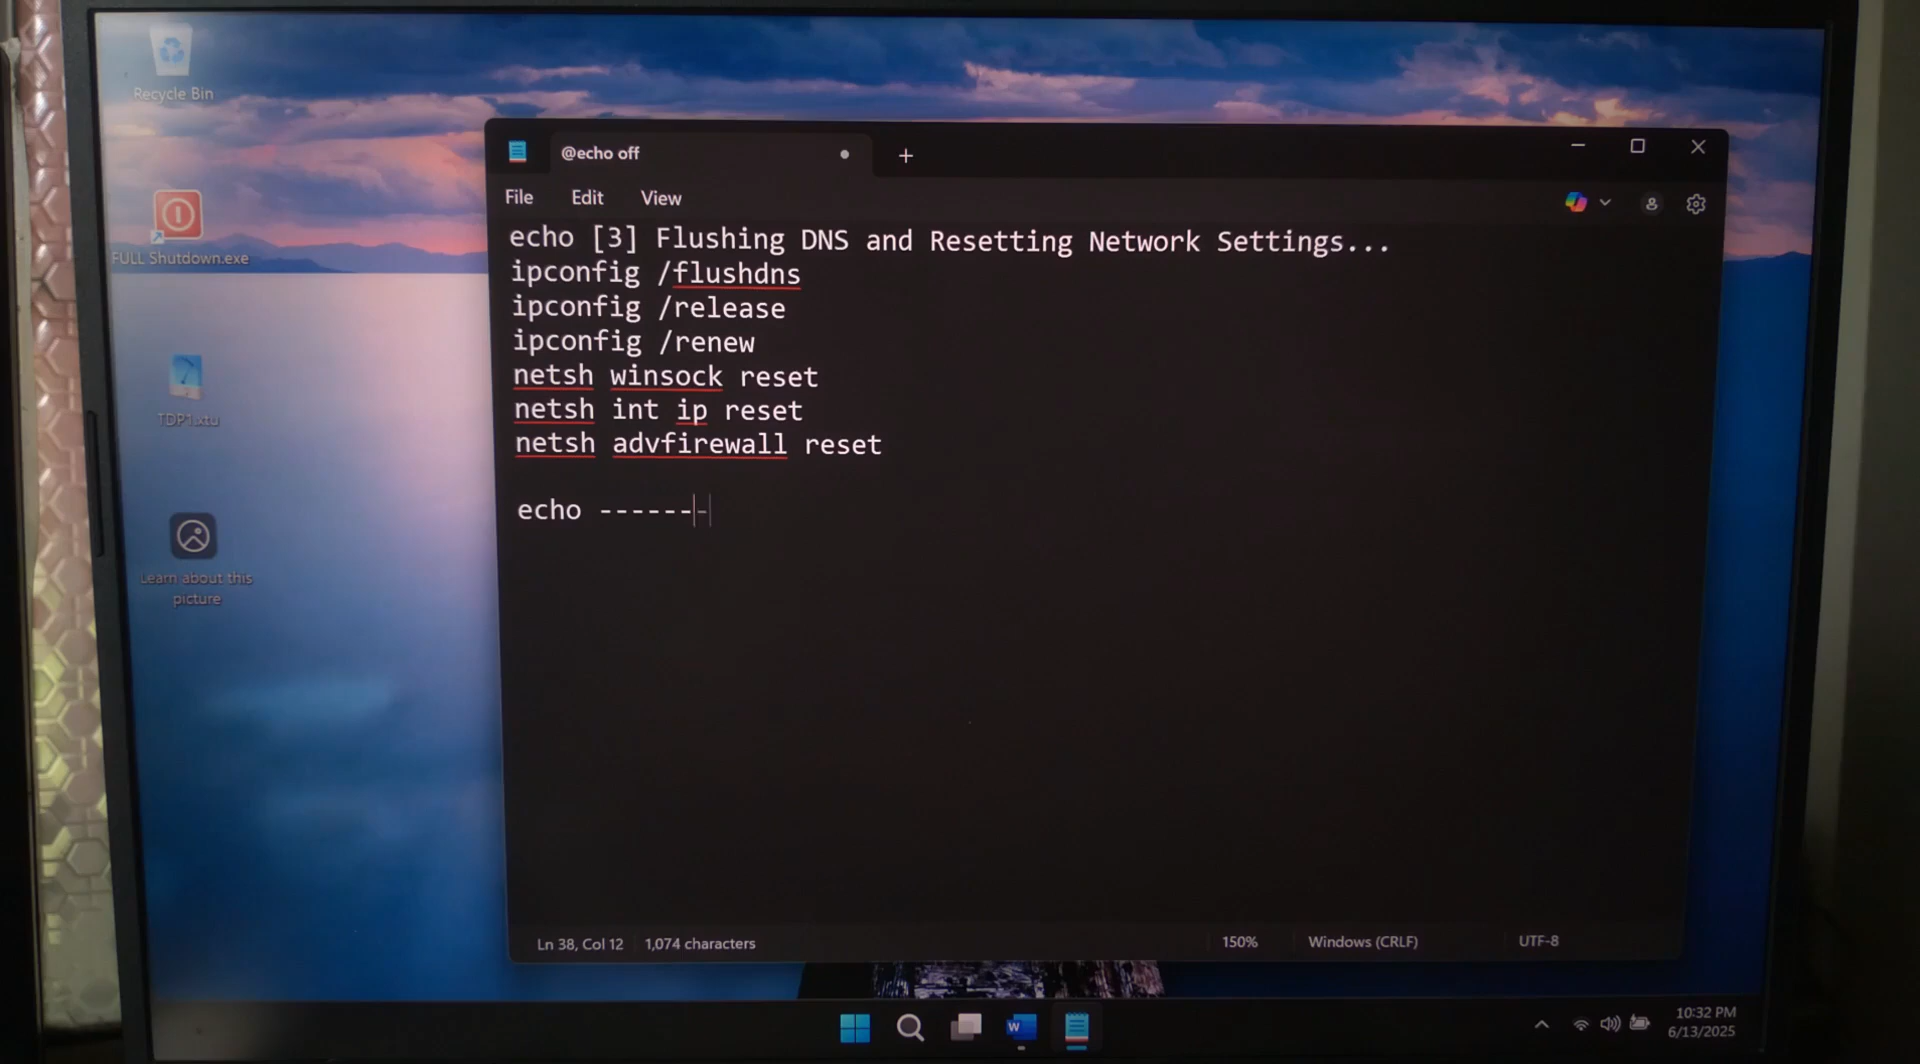 Recycle Bin
FULL Shutdown.exe
TDP1.xtu
Learn about this
picture
@echo off
File Edit View
echo [3] Flushing DNS and Resetting Network Settings...
ipconfig /flushdns
ipconfig /release
ipconfig /renew
netsh winsock reset
netsh int ip reset
netsh advfirewall reset
echo -------
Ln 38, Col 12 1,074 characters 150% Windows (CRLF) UTF-8
W
10:32 PM
6/13/2025